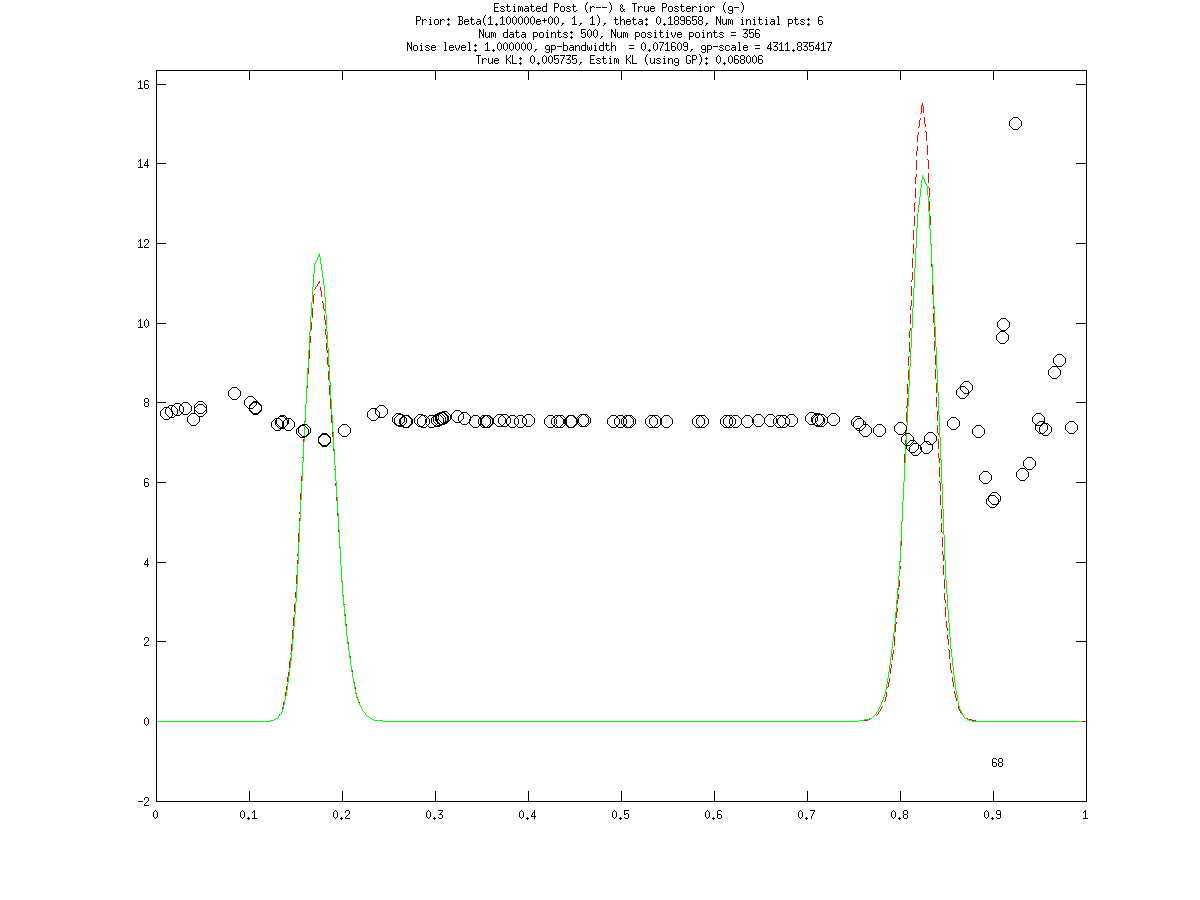 Estimated Post (r--) & True Posterior (g-)
Prior: Beta(1.100000e+00, 1, 1), theta: 0.189658, Num initial pts: 6
Num data points: 500, Num positive points = 356
Noise level: 1.000000, gp-bandwidth  = 0.071609, gp-scale = 4311.835417
True KL: 0.005735, Estim KL (using GP): 0.068006
16
14
12
10
8
6
4
2
0
-2
68
0 0.1 0.2 0.3 0.4 0.5 0.6 0.7 0.8 0.9 1